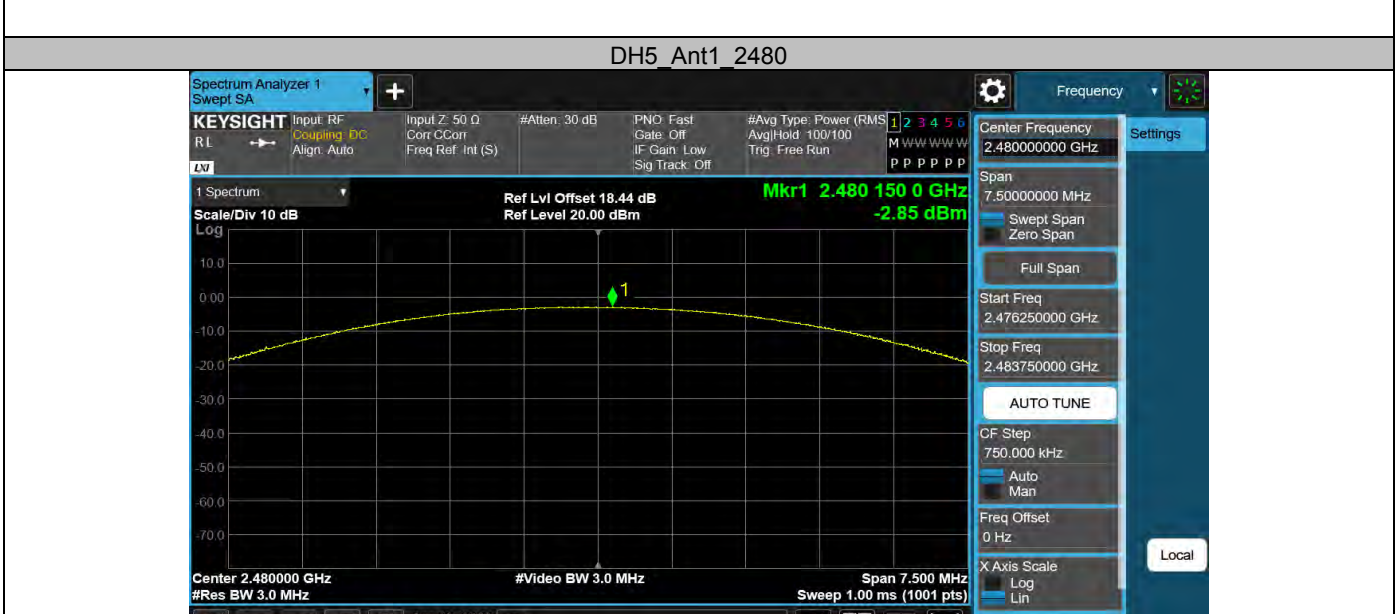 DH5_Ant1_2480
Spectrum Analyzer 1
Swept SA
Frequency
KEYSIGHT
R L
LXI
Input: RF
Coupling: DC
Align: Auto
Input Z: 50 Ω
Corr CCorr
Freq Ref: Int (S)
#Atten: 30 dB
PNO: Fast
Gate: Off
IF Gain: Low
Sig Track: Off
#Avg Type: Power (RMS
Avg|Hold: 100/100
Trig: Free Run
1 2 3 4 5 6
M W W W W W
P P P P P P
Center Frequency
2.480000000 GHz
Settings
1 Spectrum
Scale/Div 10 dB
Log
Ref Lvl Offset 18.44 dB
Ref Level 20.00 dBm
Mkr1 2.480 150 0 GHz
-2.85 dBm
Span
7.50000000 MHz
Swept Span
Zero Span
Full Span
Start Freq
2.476250000 GHz
Stop Freq
2.483750000 GHz
AUTO TUNE
CF Step
750.000 kHz
Auto
Man
Freq Offset
0 Hz
X Axis Scale
Log
Lin
Local
10.0
0.00
-10.0
-20.0
-30.0
-40.0
-50.0
-60.0
-70.0
1
Center 2.480000 GHz
#Res BW 3.0 MHz
#Video BW 3.0 MHz
Span 7.500 MHz
Sweep 1.00 ms (1001 pts)